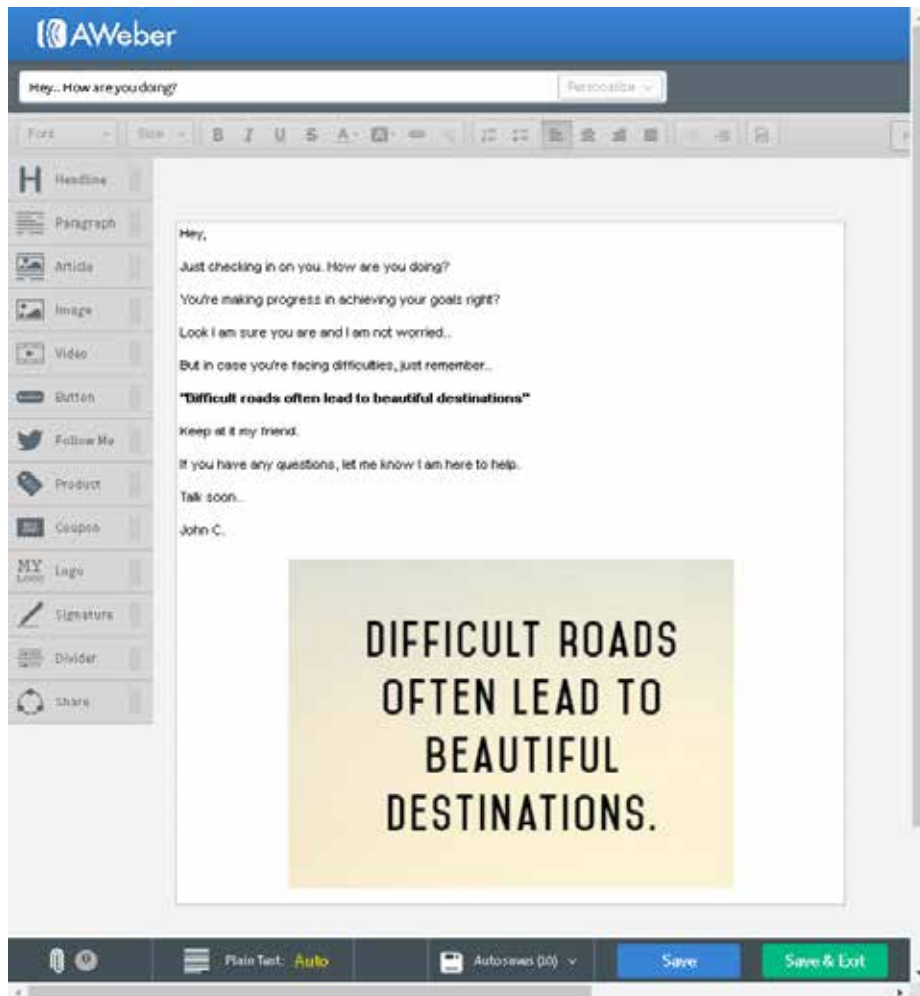 AWeber
Hey.. How are you doing?
Personalize
Font Size B I U S A A
Headline
Paragraph
Article
Image
Video
Button
Follow Me
Product
Coupon
MY LOGO Logo
Signature
Divider
Share
Hey,
Just checking in on you. How are you doing?
You're making progress in achieving your goals right?
Look I am sure you are and I am not worried..
But in case you're facing difficulties, just remember..
"Difficult roads often lead to beautiful destinations"
Keep at it my friend.
If you have any questions, let me know I am here to help.
Talk soon..
John C.
DIFFICULT ROADS
OFTEN LEAD TO
BEAUTIFUL
DESTINATIONS.
0
Plain Text: Auto
Autosaves (10)
Save
Save & Exit